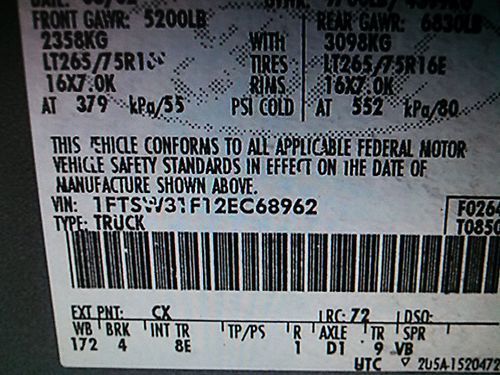 FRONT GAWR: 5200LB REAR GAWR: 6830LB
2358KG WITH 3098KG
LT265/75R16E TIRES LT265/75R16E
16X7.0K RIMS 16X7.0K
AT 379 kPa/55 PSI COLD AT 552 kPa/80
THIS VEHICLE CONFORMS TO ALL APPLICABLE FEDERAL MOTOR
VEHICLE SAFETY STANDARDS IN EFFECT ON THE DATE OF
MANUFACTURE SHOWN ABOVE.
VIN: 1FTSW31F12EC68962
F0264
TYPE: TRUCK
T0850
EXT PNT: CX RC: 72 DSO:
WB BRK INT TR TP/PS R AXLE TR SPR
172 4 8E 1 D1 9 VB
UTC ▽ 2U5A-1520472